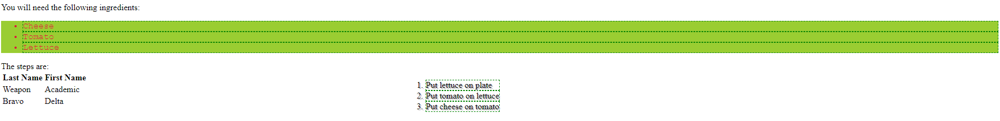 You will need the following ingredients:
• Cheese
• Tomato
• Lettuce
The steps are:
Last Name First Name
Weapon Academic
Bravo Delta
1. Put lettuce on plate
2. Put tomato on lettuce
3. Put cheese on tomato